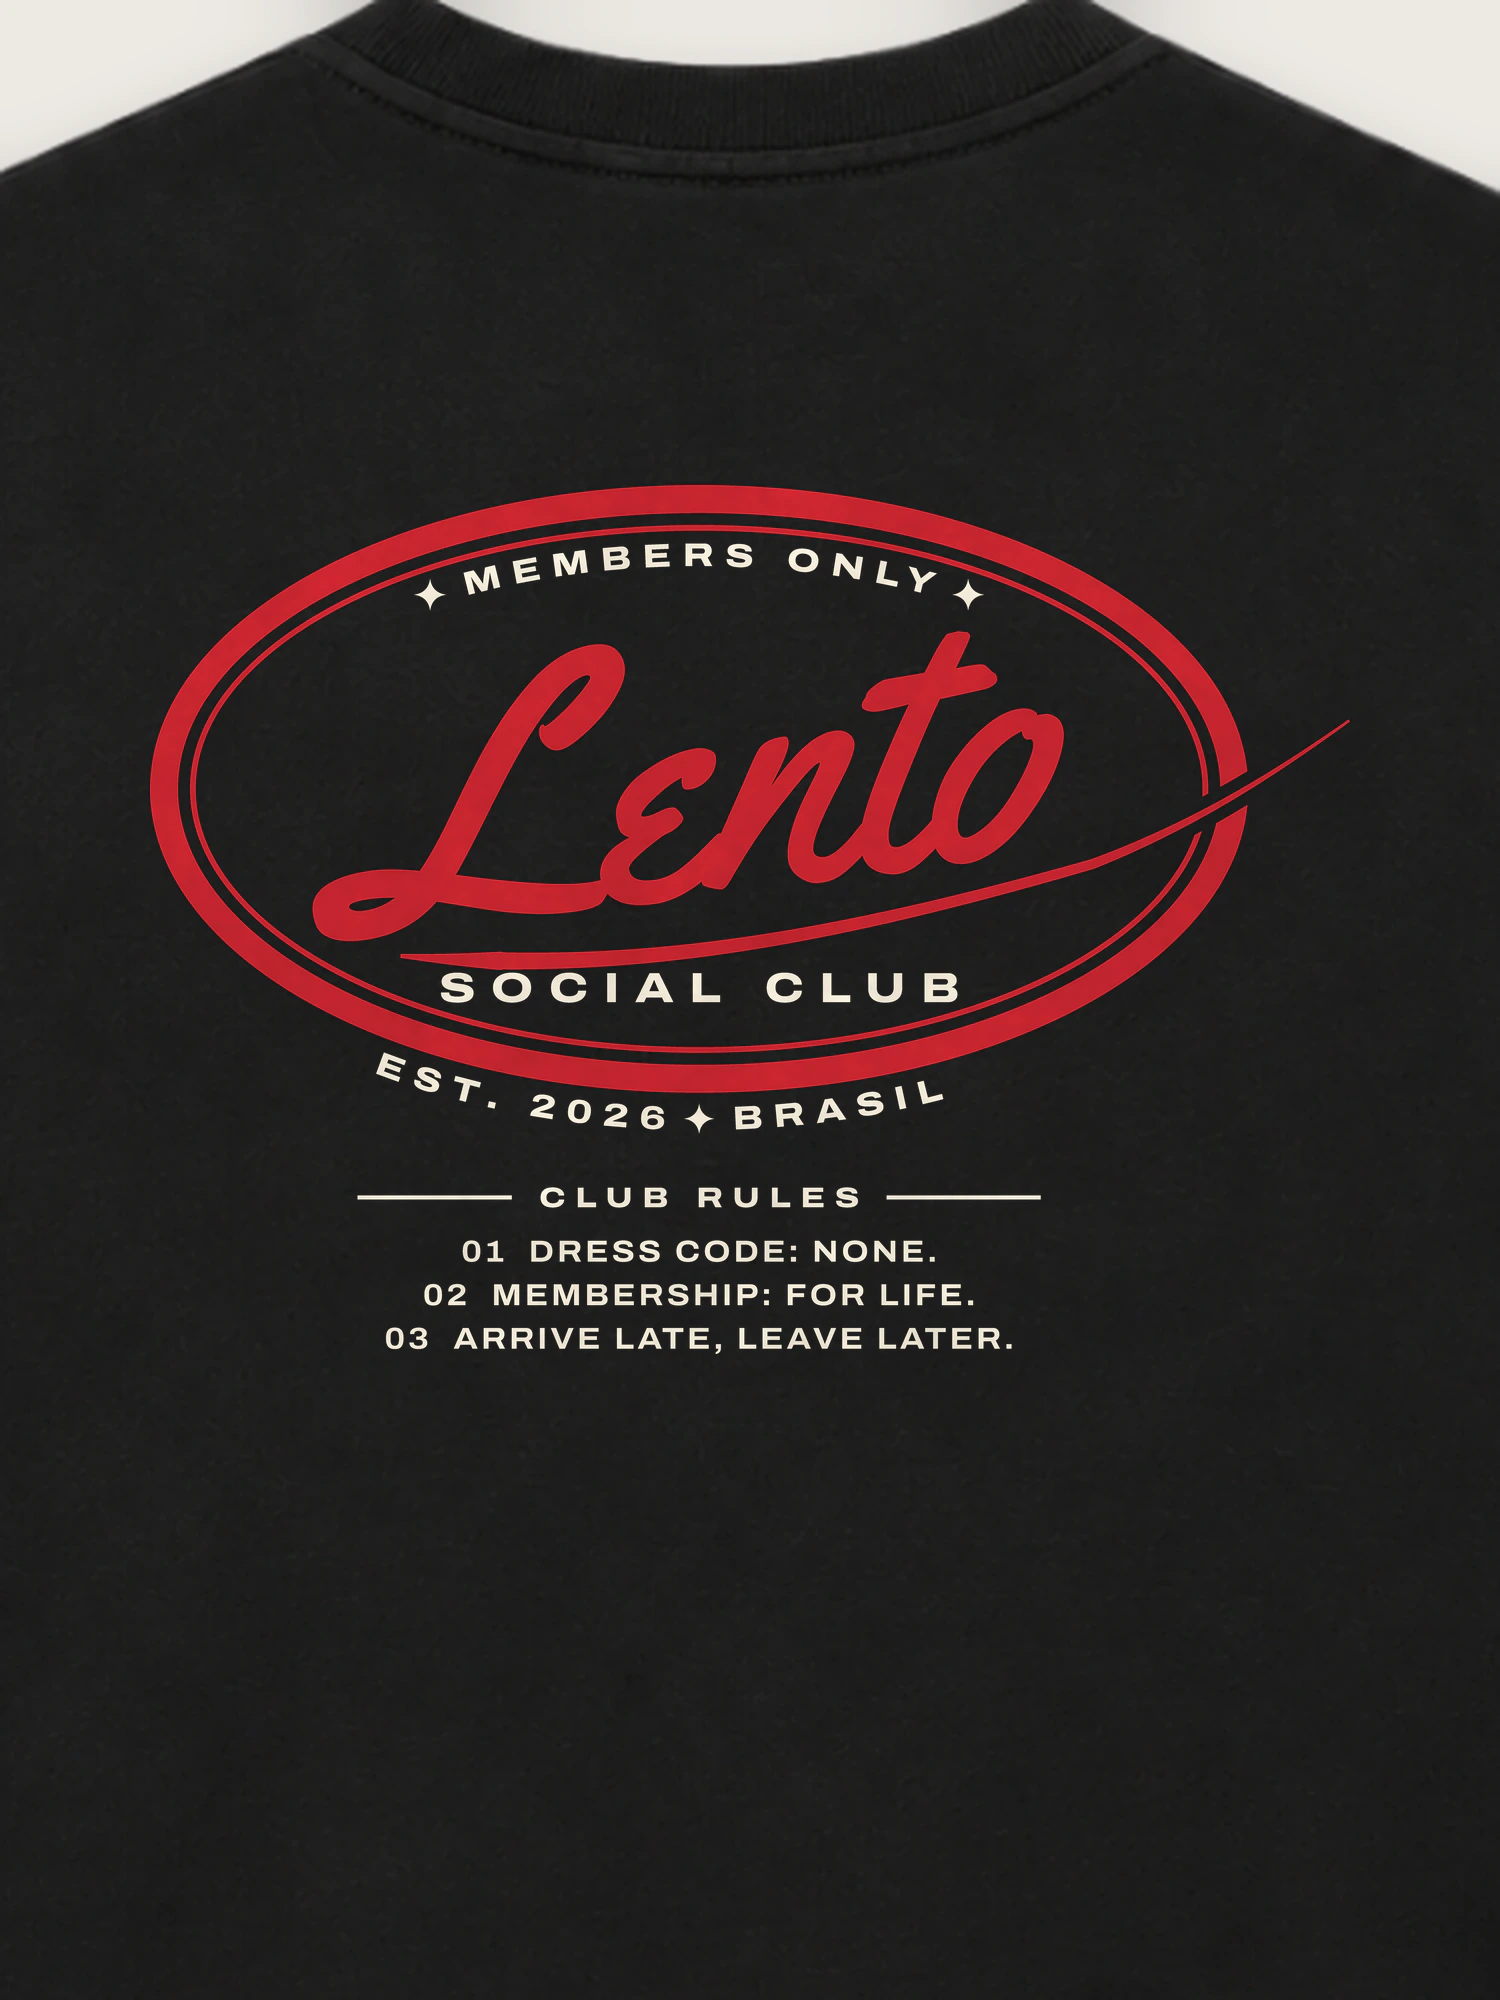 ✦ MEMBERS ONLY ✦
Lento
SOCIAL CLUB
EST. 2026 ✦ BRASIL
CLUB RULES
01 DRESS CODE: NONE.
02 MEMBERSHIP: FOR LIFE.
03 ARRIVE LATE, LEAVE LATER.